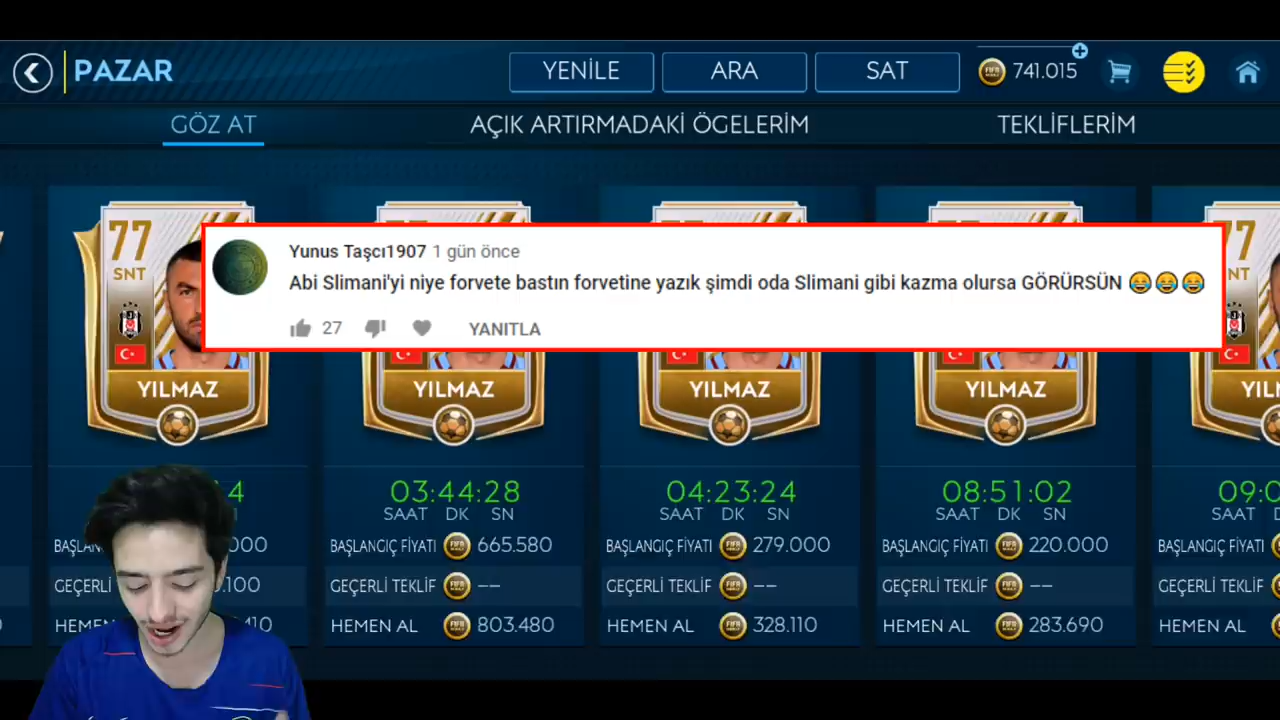 PAZAR
YENİLE
ARA
SAT
741.015
GÖZ AT
AÇIK ARTIRMADAKİ ÖGELERİM
TEKLİFLERİM
77
SNT
Yunus Taşcı1907 1 gün önce
Abi Slimani'yi niye forvete bastın forvetine yazık şimdi oda Slimani gibi kazma olursa GÖRÜRSÜN 😂😂😂
27
YANITLA
YILMAZ
YILMAZ
YILMAZ
YILMAZ
03:44:28
SAAT DK SN
BAŞLANGIÇ FİYATI 665.580
GEÇERLİ TEKLİF --
HEMEN AL 803.480
04:23:24
SAAT DK SN
BAŞLANGIÇ FİYATI 279.000
GEÇERLİ TEKLİF --
HEMEN AL 328.110
08:51:02
SAAT DK SN
BAŞLANGIÇ FİYATI 220.000
GEÇERLİ TEKLİF --
HEMEN AL 283.690
SAAT
BAŞLANGIÇ FİYATI
GEÇERLİ TEKLİF
HEMEN AL